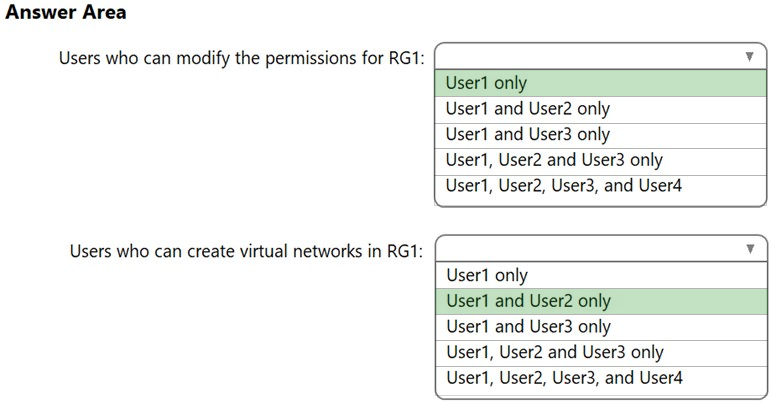 Answer Area
Users who can modify the permissions for RG1:
User1 only
User1 and User2 only
User1 and User3 only
User1, User2 and User3 only
User1, User2, User3, and User4
Users who can create virtual networks in RG1:
User1 only
User1 and User2 only
User1 and User3 only
User1, User2 and User3 only
User1, User2, User3, and User4